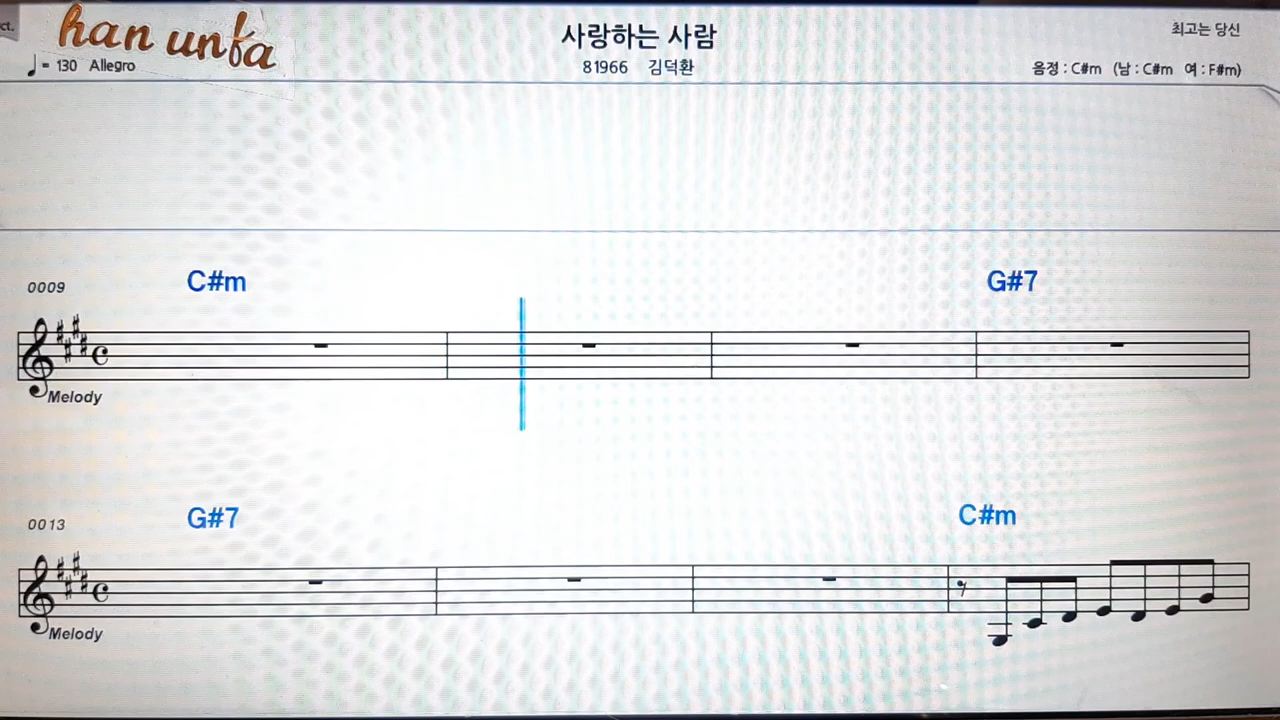 ct.
han unfa
사랑하는 사람
최고는 당신
♩= 130 Allegro
81966 김덕환
음정 : C#m (남 : C#m 여 : F#m)
0009
C#m
G#7
Melody
0013
G#7
C#m
Melody